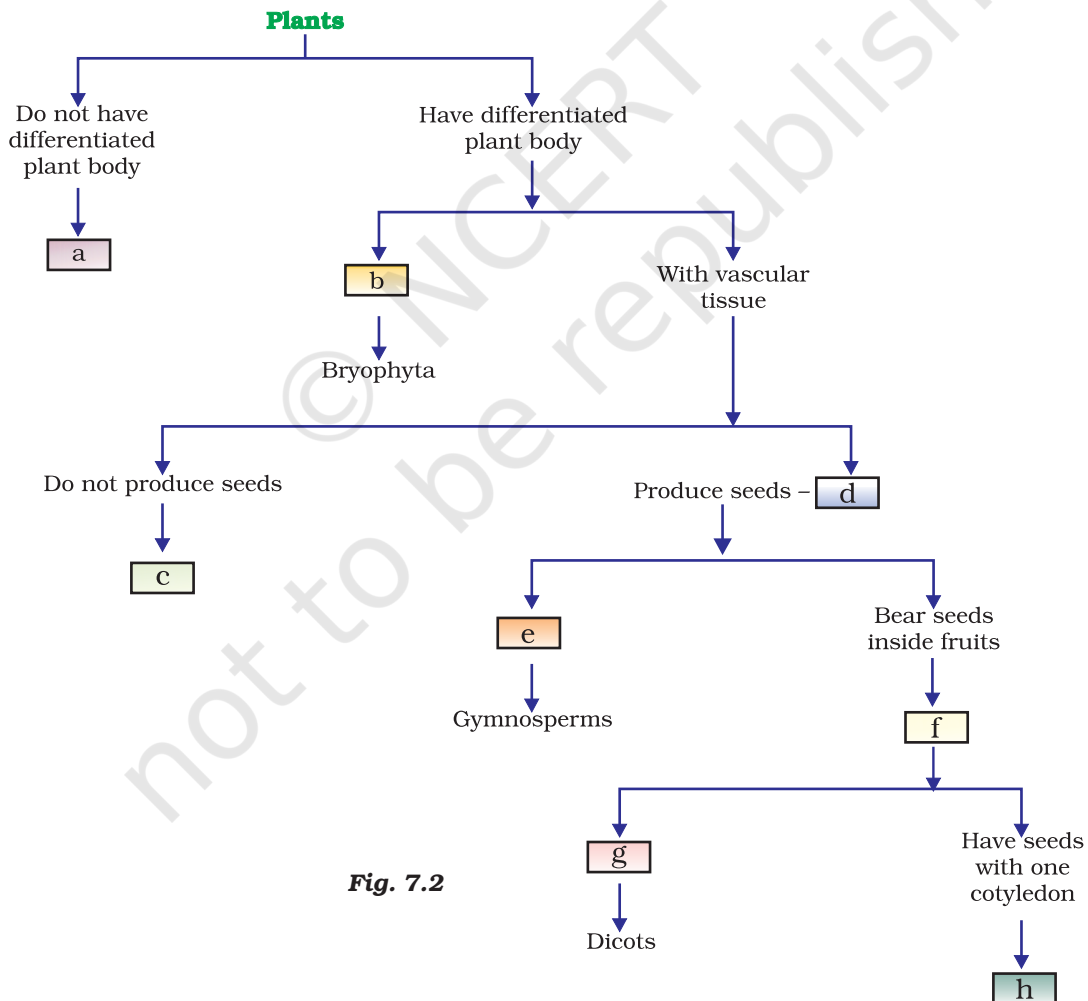 Plants
Do not have
differentiated
plant body
Have differentiated
plant body
a
b
With vascular
tissue
Bryophyta
Do not produce seeds
Produce seeds – d
c
e
Bear seeds
inside fruits
Gymnosperms
f
g
Have seeds
with one
cotyledon
Fig. 7.2
Dicots
h
© NCERT
not to be republish